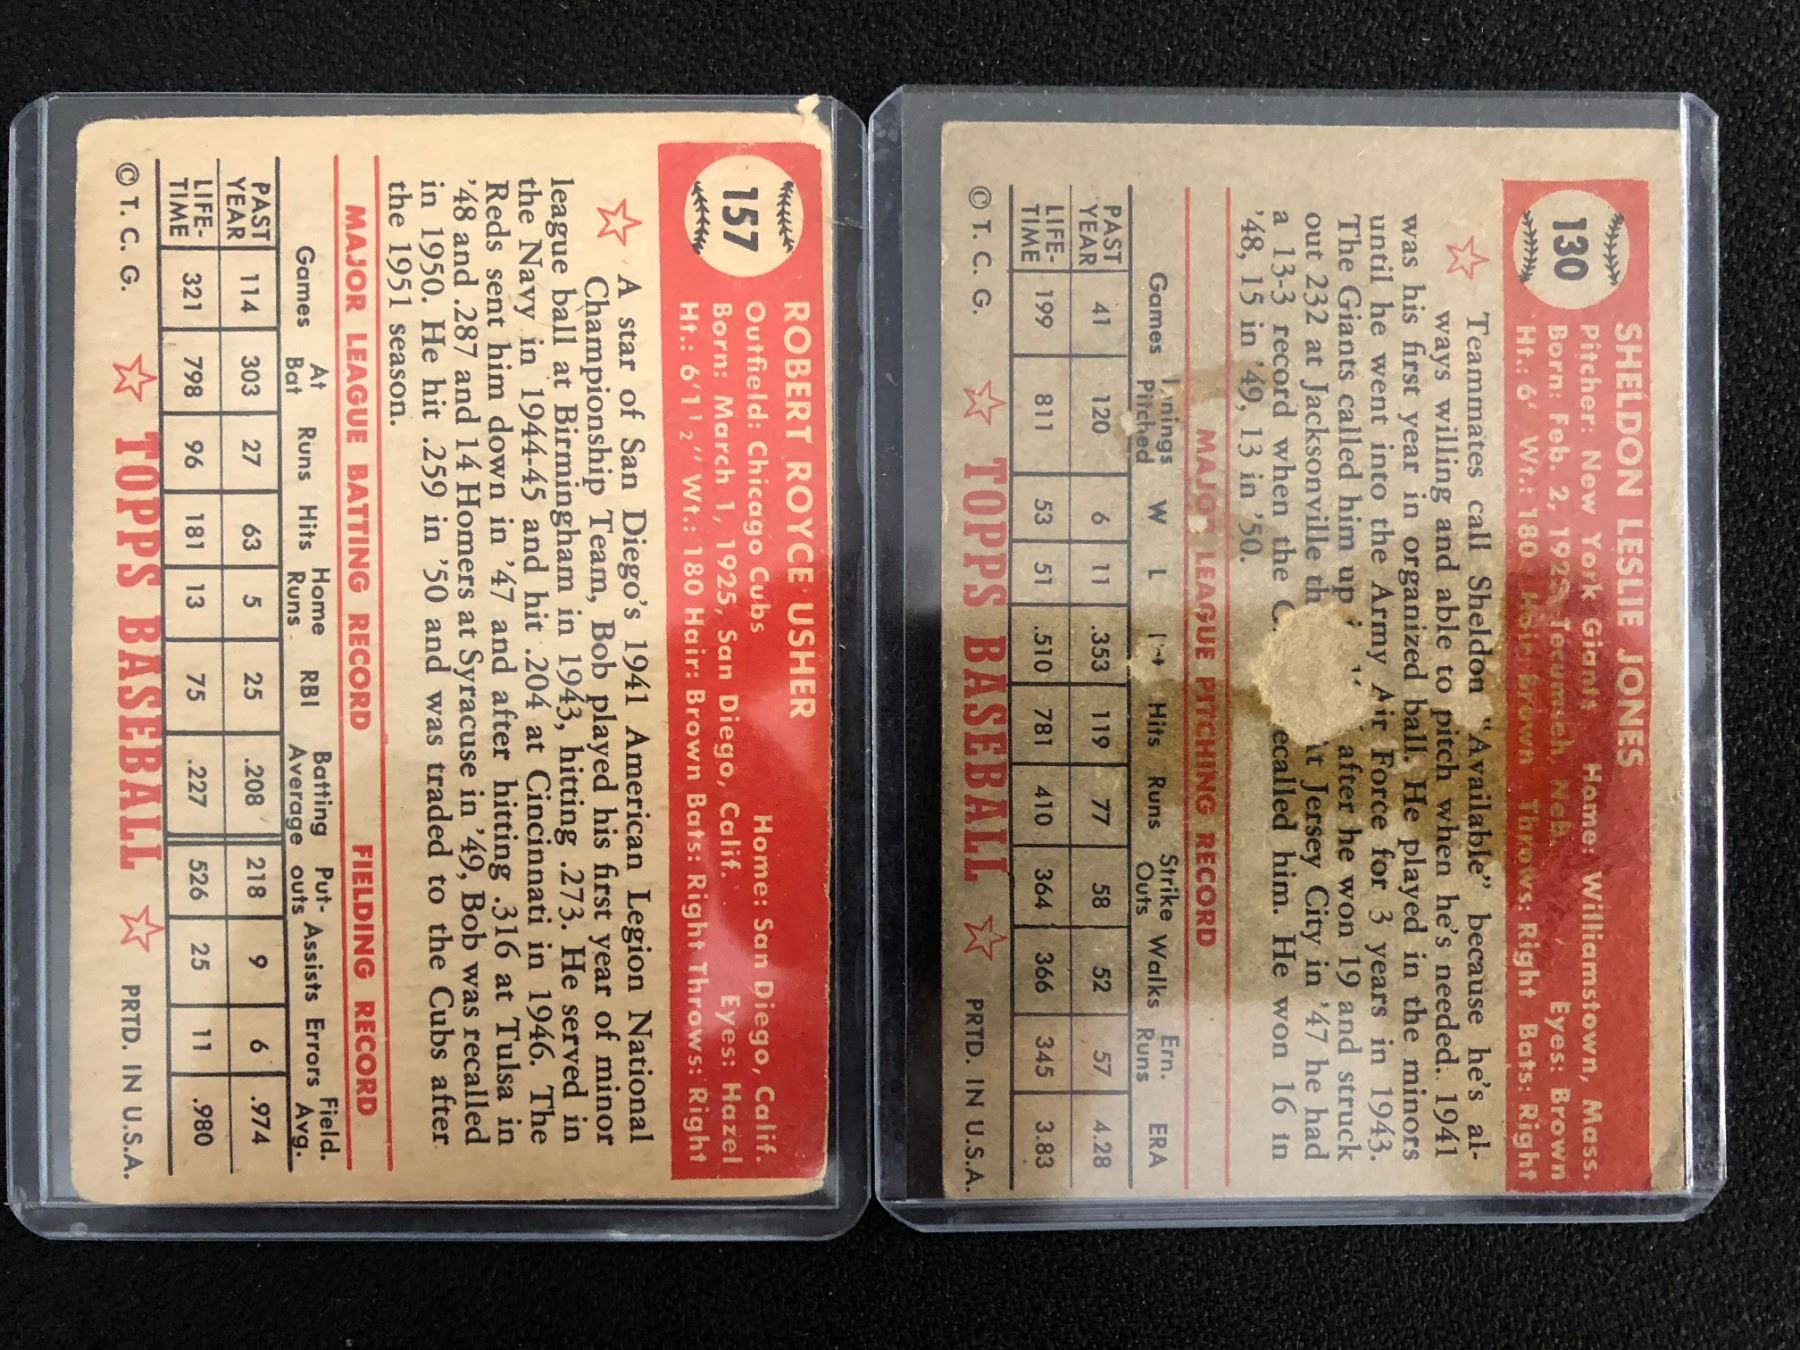 130
SHELDON LESLIE JONES
Pitcher: New York Giants Home: Williamstown, Mass.
Born: Feb. 2, 1922, Tecumseh, Neb. Eyes: Brown
Ht.: 6' Wt.: 180 Hair: brown Throws: Right Bats: Right
Teammates call Sheldon "Available" because he's al-
ways willing and able to pitch when he's needed. 1941
was his first year in organized ball. He played in the minors
until he went into the Army Air Force for 3 years in 1943.
The Giants called him up after he won 19 and struck
out 232 at Jacksonville At Jersey City in '47 he had
a 13-3 record when the ecalled him. He won 16 in
'48, 15 in '49, 13 in '50.
MAJOR LEAGUE PITCHING RECORD
Games Innings Pitched W L Hits Runs Strike Outs Walks Ern. Runs ERA
PAST YEAR 41 120 6 11 .353 119 77 58 52 57 4.28
LIFE-TIME 199 811 53 51 .510 781 410 364 366 345 3.83
© T. C. G. TOPPS BASEBALL PRTD. IN U.S.A.
157
ROBERT ROYCE USHER
Outfield: Chicago Cubs Home: San Diego, Calif.
Born: March 1, 1925, San Diego, Calif. Eyes: Hazel
Ht.: 6'1½" Wt.: 180 Hair: Brown Bats: Right Throws: Right
A star of San Diego's 1941 American Legion National
Championship Team, Bob played his first year of minor
league ball at Birmingham in 1943, hitting .273. He served in
the Navy in 1944-45 and hit .204 at Cincinnati in 1946. The
Reds sent him down in '47 and after hitting .316 at Tulsa in
'48 and .287 and 14 Homers at Syracuse in '49, Bob was recalled
in 1950. He hit .259 in '50 and was traded to the Cubs after
the 1951 season.
MAJOR LEAGUE BATTING RECORD FIELDING RECORD
Games At Bat Runs Hits Home Runs RBI Batting Average Put-outs Assists Errors Field. Avg.
PAST YEAR 114 303 27 63 5 25 .208 218 9 6 .974
LIFE-TIME 321 798 96 181 13 75 .227 526 25 11 .980
© T. C. G. TOPPS BASEBALL PRTD. IN U.S.A.